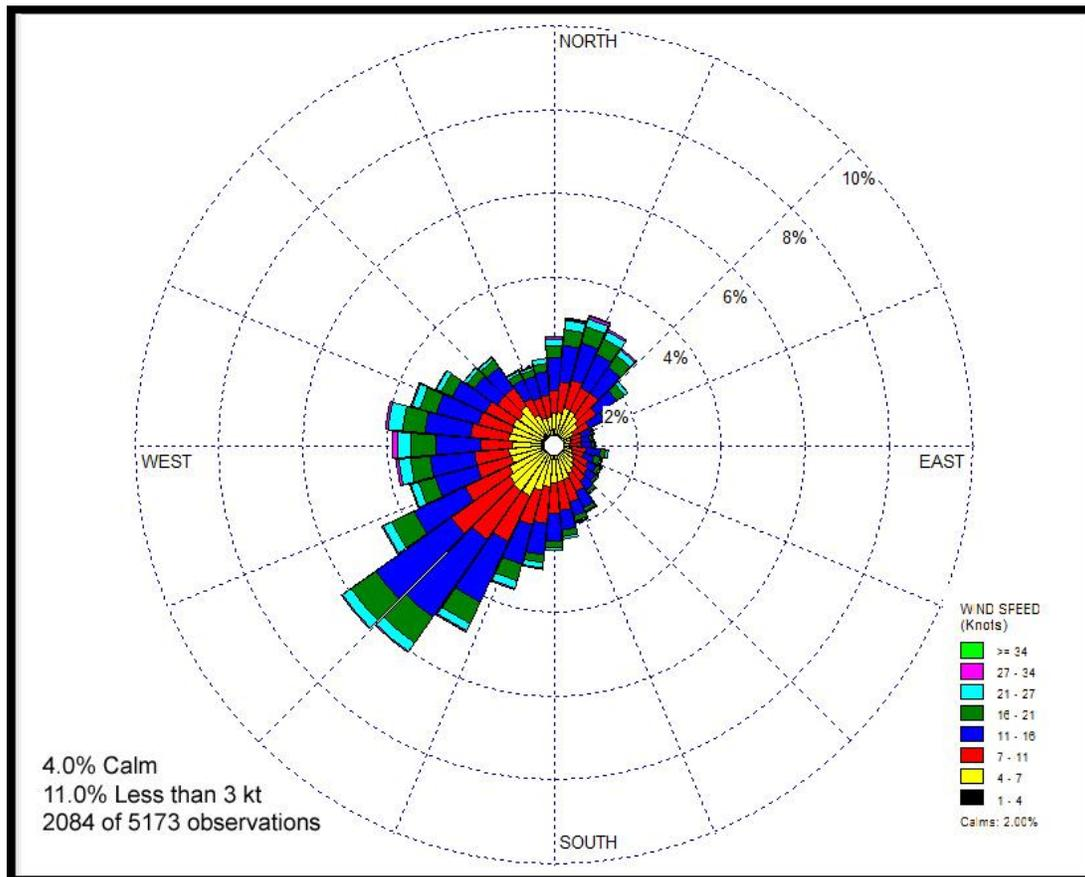 NORTH
10%
8%
6%
4%
2%
WEST
EAST
WIND SPEED
(Knots)
>= 34
27 - 34
21 - 27
16 - 21
11 - 16
7 - 11
4 - 7
1 - 4
Calms: 2.00%
4.0% Calm
11.0% Less than 3 kt
2084 of 5173 observations
SOUTH